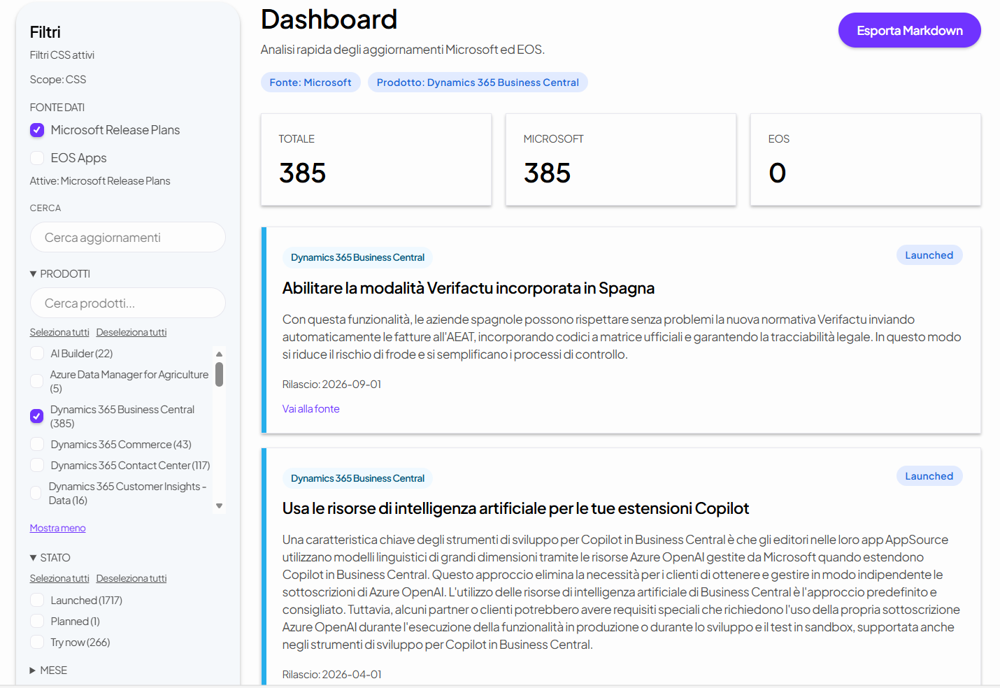 Filtri
Filtri CSS attivi
Scope: CSS
FONTE DATI
Microsoft Release Plans
EOS Apps
Attive: Microsoft Release Plans
CERCA
Cerca aggiornamenti
PRODOTTI
Cerca prodotti...
Seleziona tutti Deseleziona tutti
AI Builder (22)
Azure Data Manager for Agriculture
(5)
Dynamics 365 Business Central
(385)
Dynamics 365 Commerce (43)
Dynamics 365 Contact Center (117)
Dynamics 365 Customer Insights -
Data (16)
Mostra meno
STATO
Seleziona tutti Deseleziona tutti
Launched (1717)
Planned (1)
Try now (266)
MESE
Dashboard
Analisi rapida degli aggiornamenti Microsoft ed EOS.
Esporta Markdown
Fonte: Microsoft Prodotto: Dynamics 365 Business Central
TOTALE
385
MICROSOFT
385
EOS
0
Dynamics 365 Business Central
Launched
Abilitare la modalità Verifactu incorporata in Spagna
Con questa funzionalità, le aziende spagnole possono rispettare senza problemi la nuova normativa Verifactu inviando
automaticamente le fatture all'AEAT, incorporando codici a matrice ufficiali e garantendo la tracciabilità legale. In questo modo
si riduce il rischio di frode e si semplificano i processi di controllo.
Rilascio: 2026-09-01
Vai alla fonte
Dynamics 365 Business Central
Launched
Usa le risorse di intelligenza artificiale per le tue estensioni Copilot
Una caratteristica chiave degli strumenti di sviluppo per Copilot in Business Central è che gli editori nelle loro app AppSource
utilizzano modelli linguistici di grandi dimensioni tramite le risorse Azure OpenAI gestite da Microsoft quando estendono
Copilot in Business Central. Questo approccio elimina la necessità per i clienti di ottenere e gestire in modo indipendente le
sottoscrizioni di Azure OpenAI. L'utilizzo delle risorse di intelligenza artificiale di Business Central è l'approccio predefinito e
consigliato. Tuttavia, alcuni partner o clienti potrebbero avere requisiti speciali che richiedono l'uso della propria sottoscrizione
Azure OpenAI durante l'esecuzione della funzionalità in produzione o durante lo sviluppo e il test in sandbox, supportata anche
negli strumenti di sviluppo per Copilot in Business Central.
Rilascio: 2026-04-01